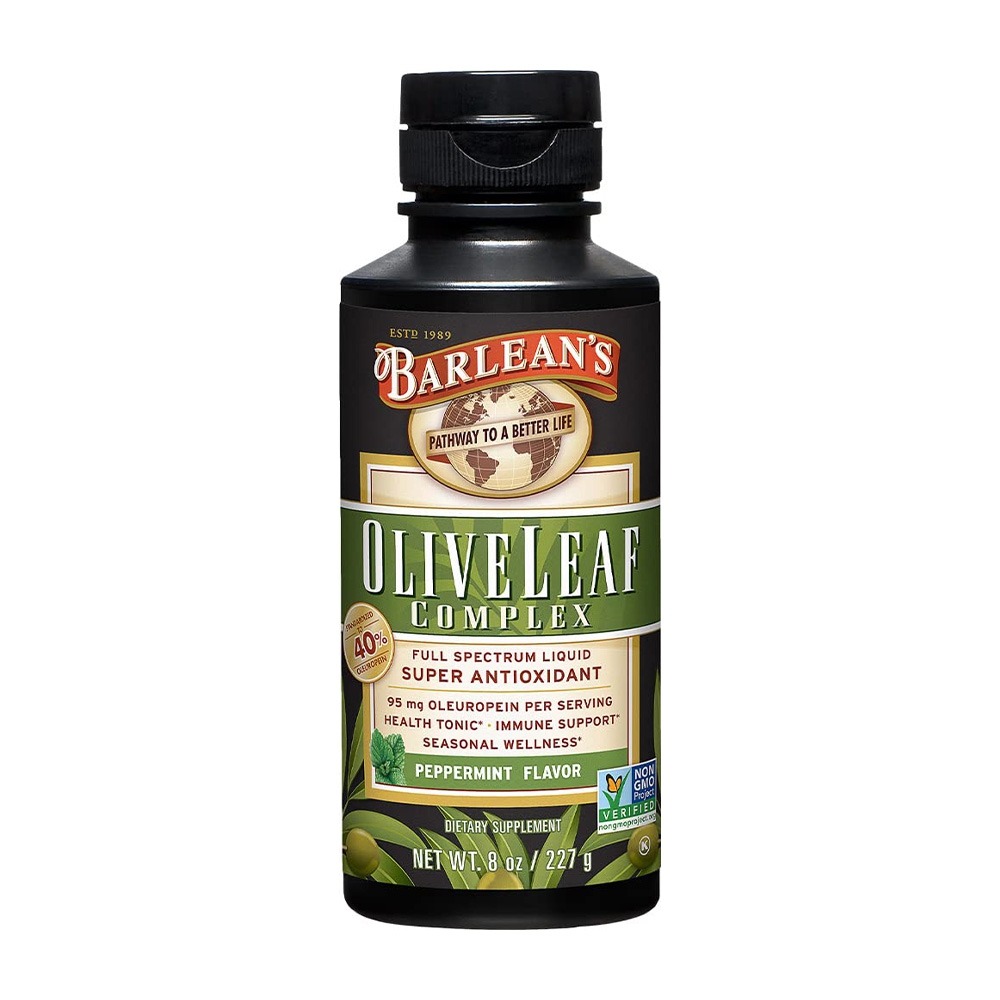 ESTD 1989
BARLEAN'S
PATHWAY TO A BETTER LIFE
OLIVELEAF
COMPLEX
STANDARDIZED
TO
40%
OLEUROPEIN
FULL SPECTRUM LIQUID
SUPER ANTIOXIDANT
95 mg OLEUROPEIN PER SERVING
HEALTH TONIC* · IMMUNE SUPPORT*
SEASONAL WELLNESS*
PEPPERMINT FLAVOR
NON
GMO
Project
VERIFIED
nongmoproject.org
DIETARY SUPPLEMENT
K
NET WT. 8 oz / 227 g